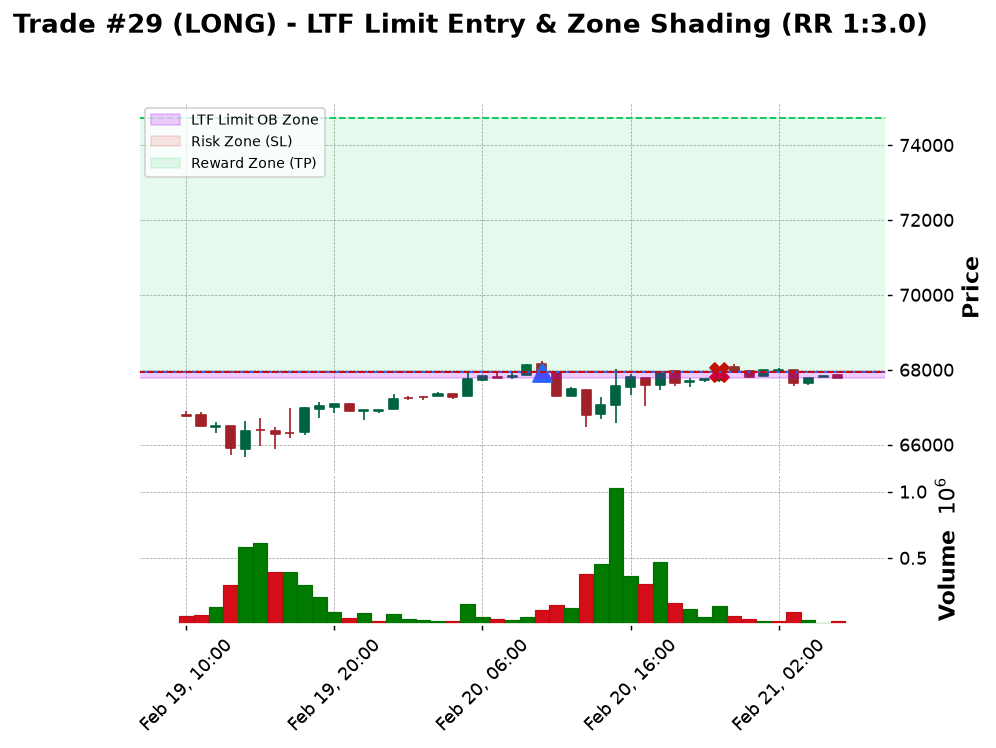 Trade #29 (LONG) - LTF Limit Entry & Zone Shading (RR 1:3.0)
LTF Limit OB Zone
Risk Zone (SL)
Reward Zone (TP)
74000
72000
70000
68000
66000
Price
1.0
0.5
Volume 10⁶
Feb 19, 10:00
Feb 19, 20:00
Feb 20, 06:00
Feb 20, 16:00
Feb 21, 02:00